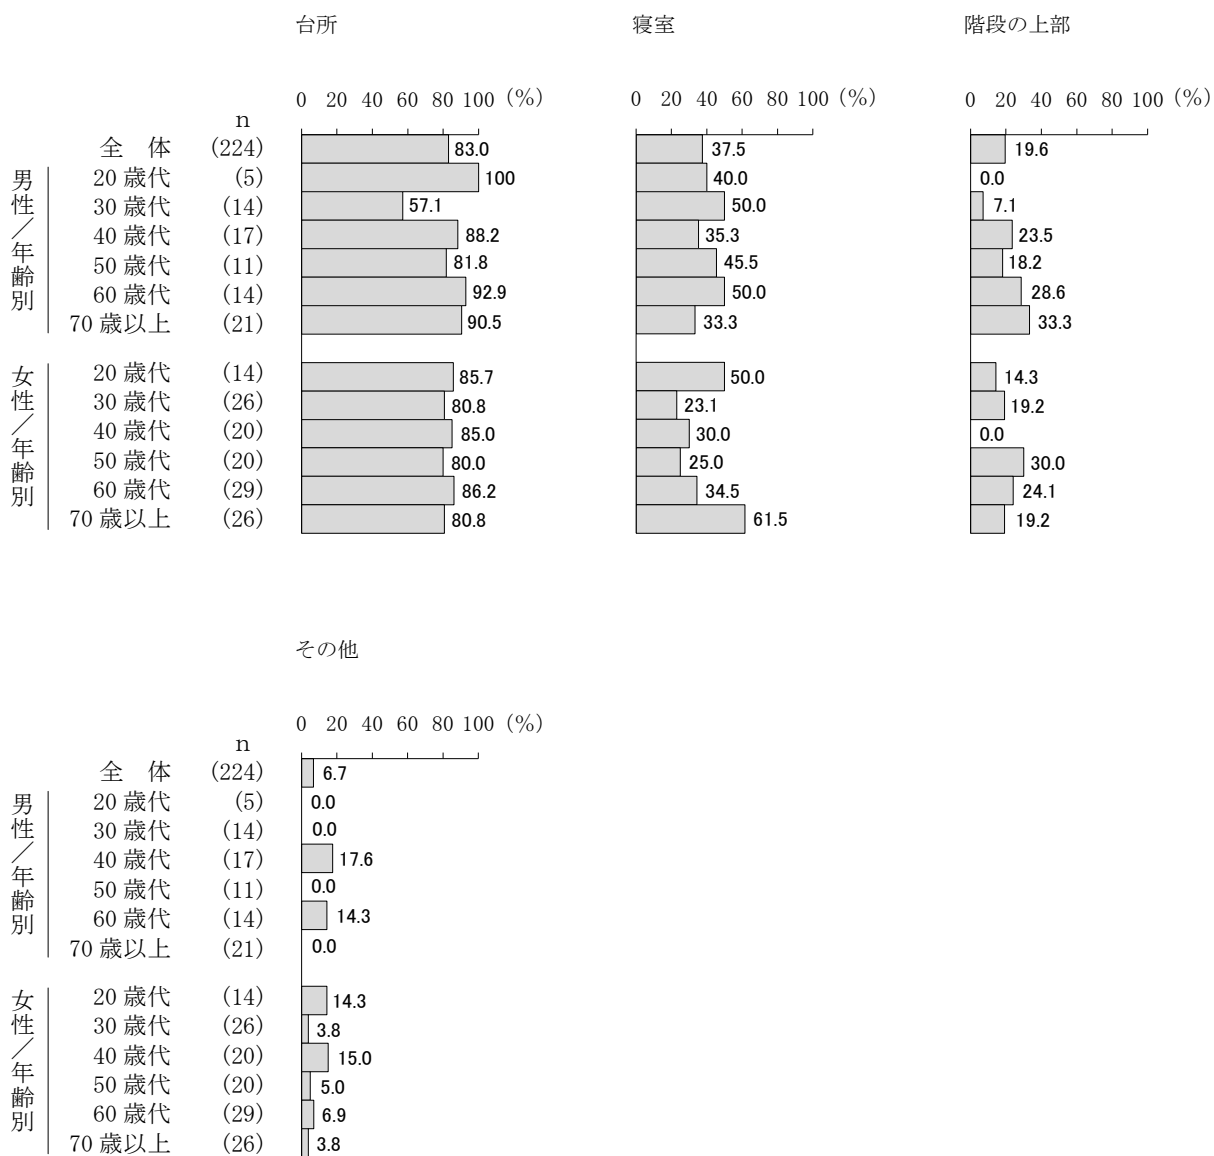 台所 寝室 階段の上部
0 20 40 60 80 100 (%) 0 20 40 60 80 100 (%) 0 20 40 60 80 100 (%)
n
全 体 (224) 83.0 37.5 19.6
男性/年齢別
20 歳代 (5) 100 40.0 0.0
30 歳代 (14) 57.1 50.0 7.1
40 歳代 (17) 88.2 35.3 23.5
50 歳代 (11) 81.8 45.5 18.2
60 歳代 (14) 92.9 50.0 28.6
70 歳以上 (21) 90.5 33.3 33.3
女性/年齢別
20 歳代 (14) 85.7 50.0 14.3
30 歳代 (26) 80.8 23.1 19.2
40 歳代 (20) 85.0 30.0 0.0
50 歳代 (20) 80.0 25.0 30.0
60 歳代 (29) 86.2 34.5 24.1
70 歳以上 (26) 80.8 61.5 19.2
その他
0 20 40 60 80 100 (%)
n
全 体 (224) 6.7
男性/年齢別
20 歳代 (5) 0.0
30 歳代 (14) 0.0
40 歳代 (17) 17.6
50 歳代 (11) 0.0
60 歳代 (14) 14.3
70 歳以上 (21) 0.0
女性/年齢別
20 歳代 (14) 14.3
30 歳代 (26) 3.8
40 歳代 (20) 15.0
50 歳代 (20) 5.0
60 歳代 (29) 6.9
70 歳以上 (26) 3.8